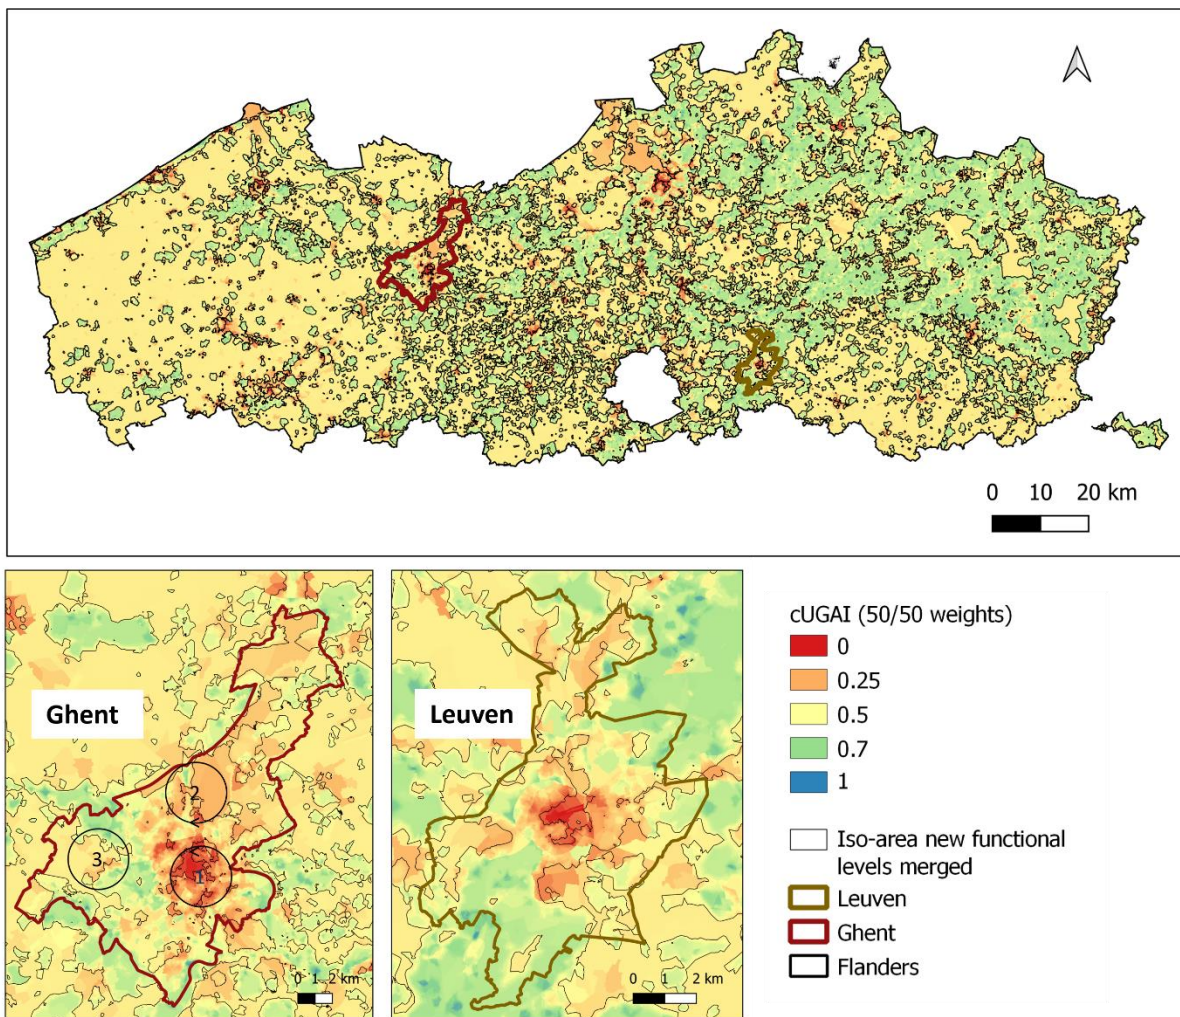 0 10 20 km
Ghent
2
3
1
0 1 2 km
Leuven
0 1 2 km
cUGAI (50/50 weights)
0
0.25
0.5
0.7
1
Iso-area new functional
levels merged
Leuven
Ghent
Flanders